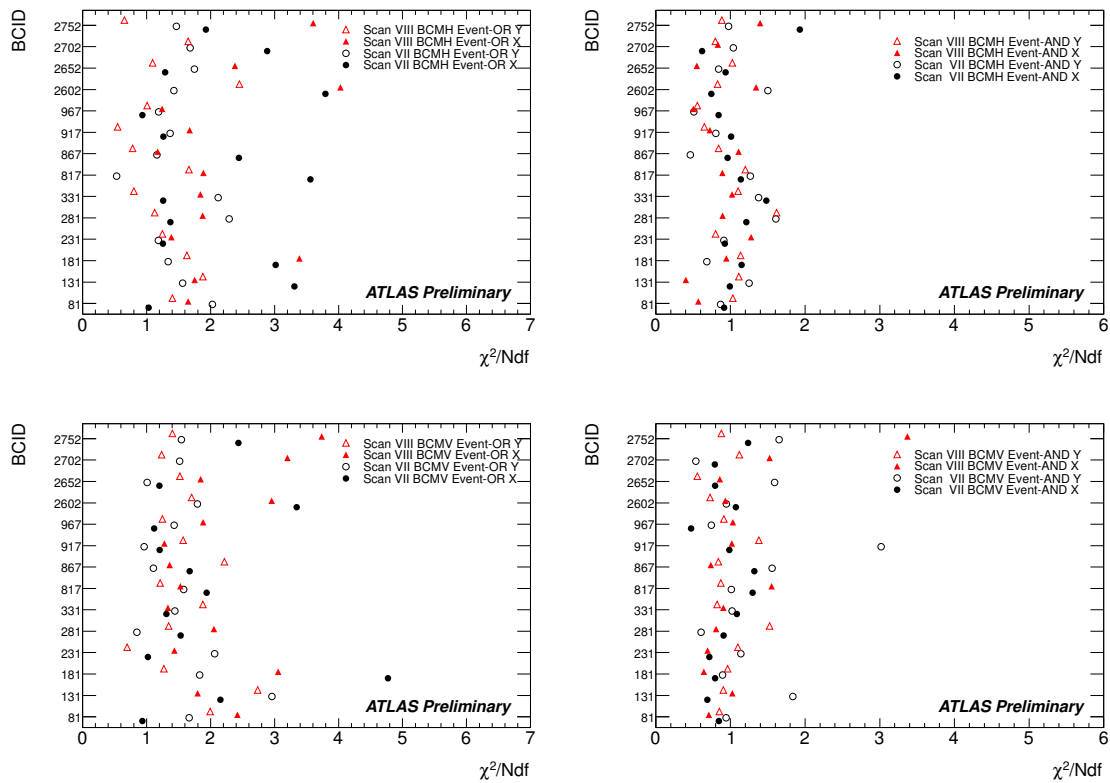 BCID
2752
2702
2652
2602
967
917
867
817
331
281
231
181
131
81
Scan VIII BCMH Event-OR Y
Scan VIII BCMH Event-OR X
Scan VII BCMH Event-OR Y
Scan VII BCMH Event-OR X
ATLAS Preliminary
0 1 2 3 4 5 6 7
χ²/Ndf
BCID
2752
2702
2652
2602
967
917
867
817
331
281
231
181
131
81
Scan VIII BCMH Event-AND Y
Scan VIII BCMH Event-AND X
Scan VII BCMH Event-AND Y
Scan VII BCMH Event-AND X
ATLAS Preliminary
0 1 2 3 4 5 6
χ²/Ndf
BCID
2752
2702
2652
2602
967
917
867
817
331
281
231
181
131
81
Scan VIII BCMV Event-OR Y
Scan VIII BCMV Event-OR X
Scan VII BCMV Event-OR Y
Scan VII BCMV Event-OR X
ATLAS Preliminary
0 1 2 3 4 5 6 7
χ²/Ndf
BCID
2752
2702
2652
2602
967
917
867
817
331
281
231
181
131
81
Scan VIII BCMV Event-AND Y
Scan VIII BCMV Event-AND X
Scan VII BCMV Event-AND Y
Scan VII BCMV Event-AND X
ATLAS Preliminary
0 1 2 3 4 5 6
χ²/Ndf